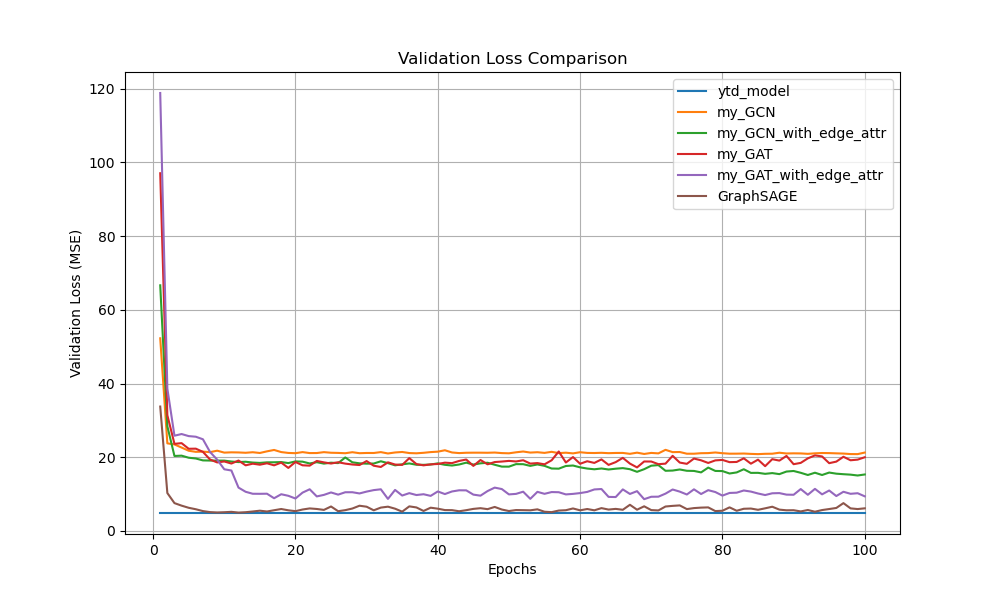 Validation Loss Comparison
120
100
80
60
40
20
0
Validation Loss (MSE)
ytd_model
my_GCN
my_GCN_with_edge_attr
my_GAT
my_GAT_with_edge_attr
GraphSAGE
0 20 40 60 80 100
Epochs